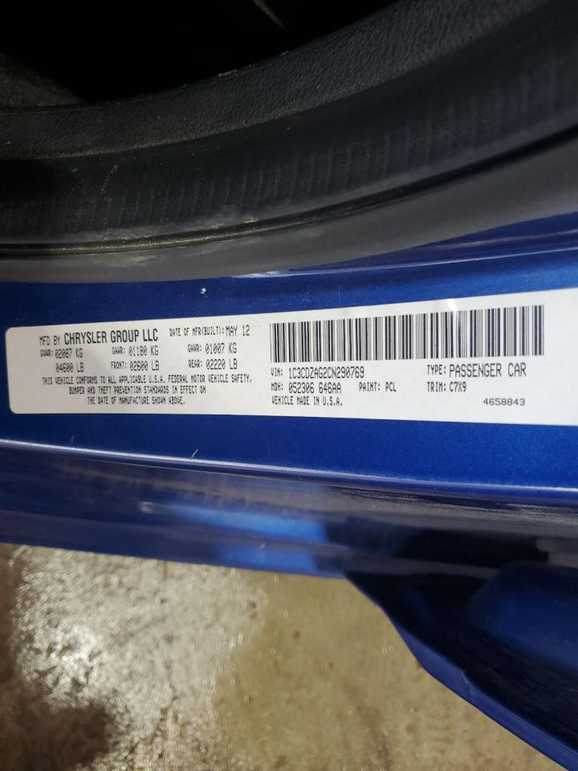 MFD BY CHRYSLER GROUP LLC DATE OF MFR(BUILT): MAY 12
GVWR: 02087 KG GAWR: 01180 KG GAWR: 01007 KG
04600 LB FRONT: 02600 LB REAR: 02220 LB
THIS VEHICLE CONFORMS TO ALL APPLICABLE U.S.A. FEDERAL MOTOR VEHICLE SAFETY,
BUMPER AND THEFT PREVENTION STANDARDS IN EFFECT ON
THE DATE OF MANUFACTURE SHOWN ABOVE.
VIN: 1C3CDZAG2CN290769 TYPE: PASSENGER CAR
MDH: 052306 646AA PAINT: PCL TRIM: C7X9
VEHICLE MADE IN U.S.A. 4658843